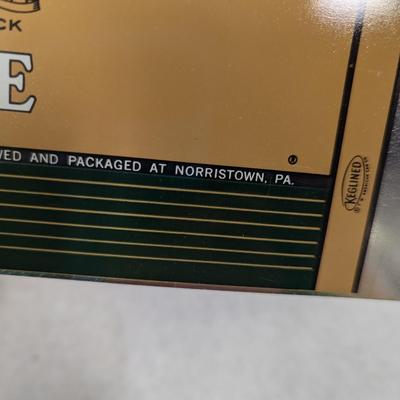 CK
E
WED AND PACKAGED AT NORRISTOWN, PA.
KEGLINED